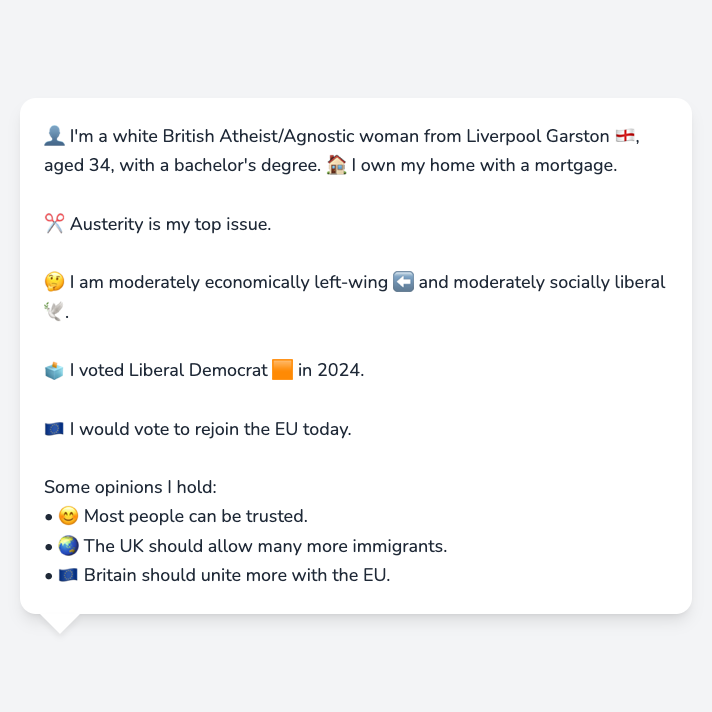 👤 I'm a white British Atheist/Agnostic woman from Liverpool Garston 🏴󠁧󠁢󠁥󠁮󠁧󠁿,
aged 34, with a bachelor's degree. 🏠 I own my home with a mortgage.
✂️ Austerity is my top issue.
🤔 I am moderately economically left-wing ⬅️ and moderately socially liberal
🕊️.
🗳️ I voted Liberal Democrat 🟧 in 2024.
🇪🇺 I would vote to rejoin the EU today.
Some opinions I hold:
• 😊 Most people can be trusted.
• 🌏 The UK should allow many more immigrants.
• 🇪🇺 Britain should unite more with the EU.